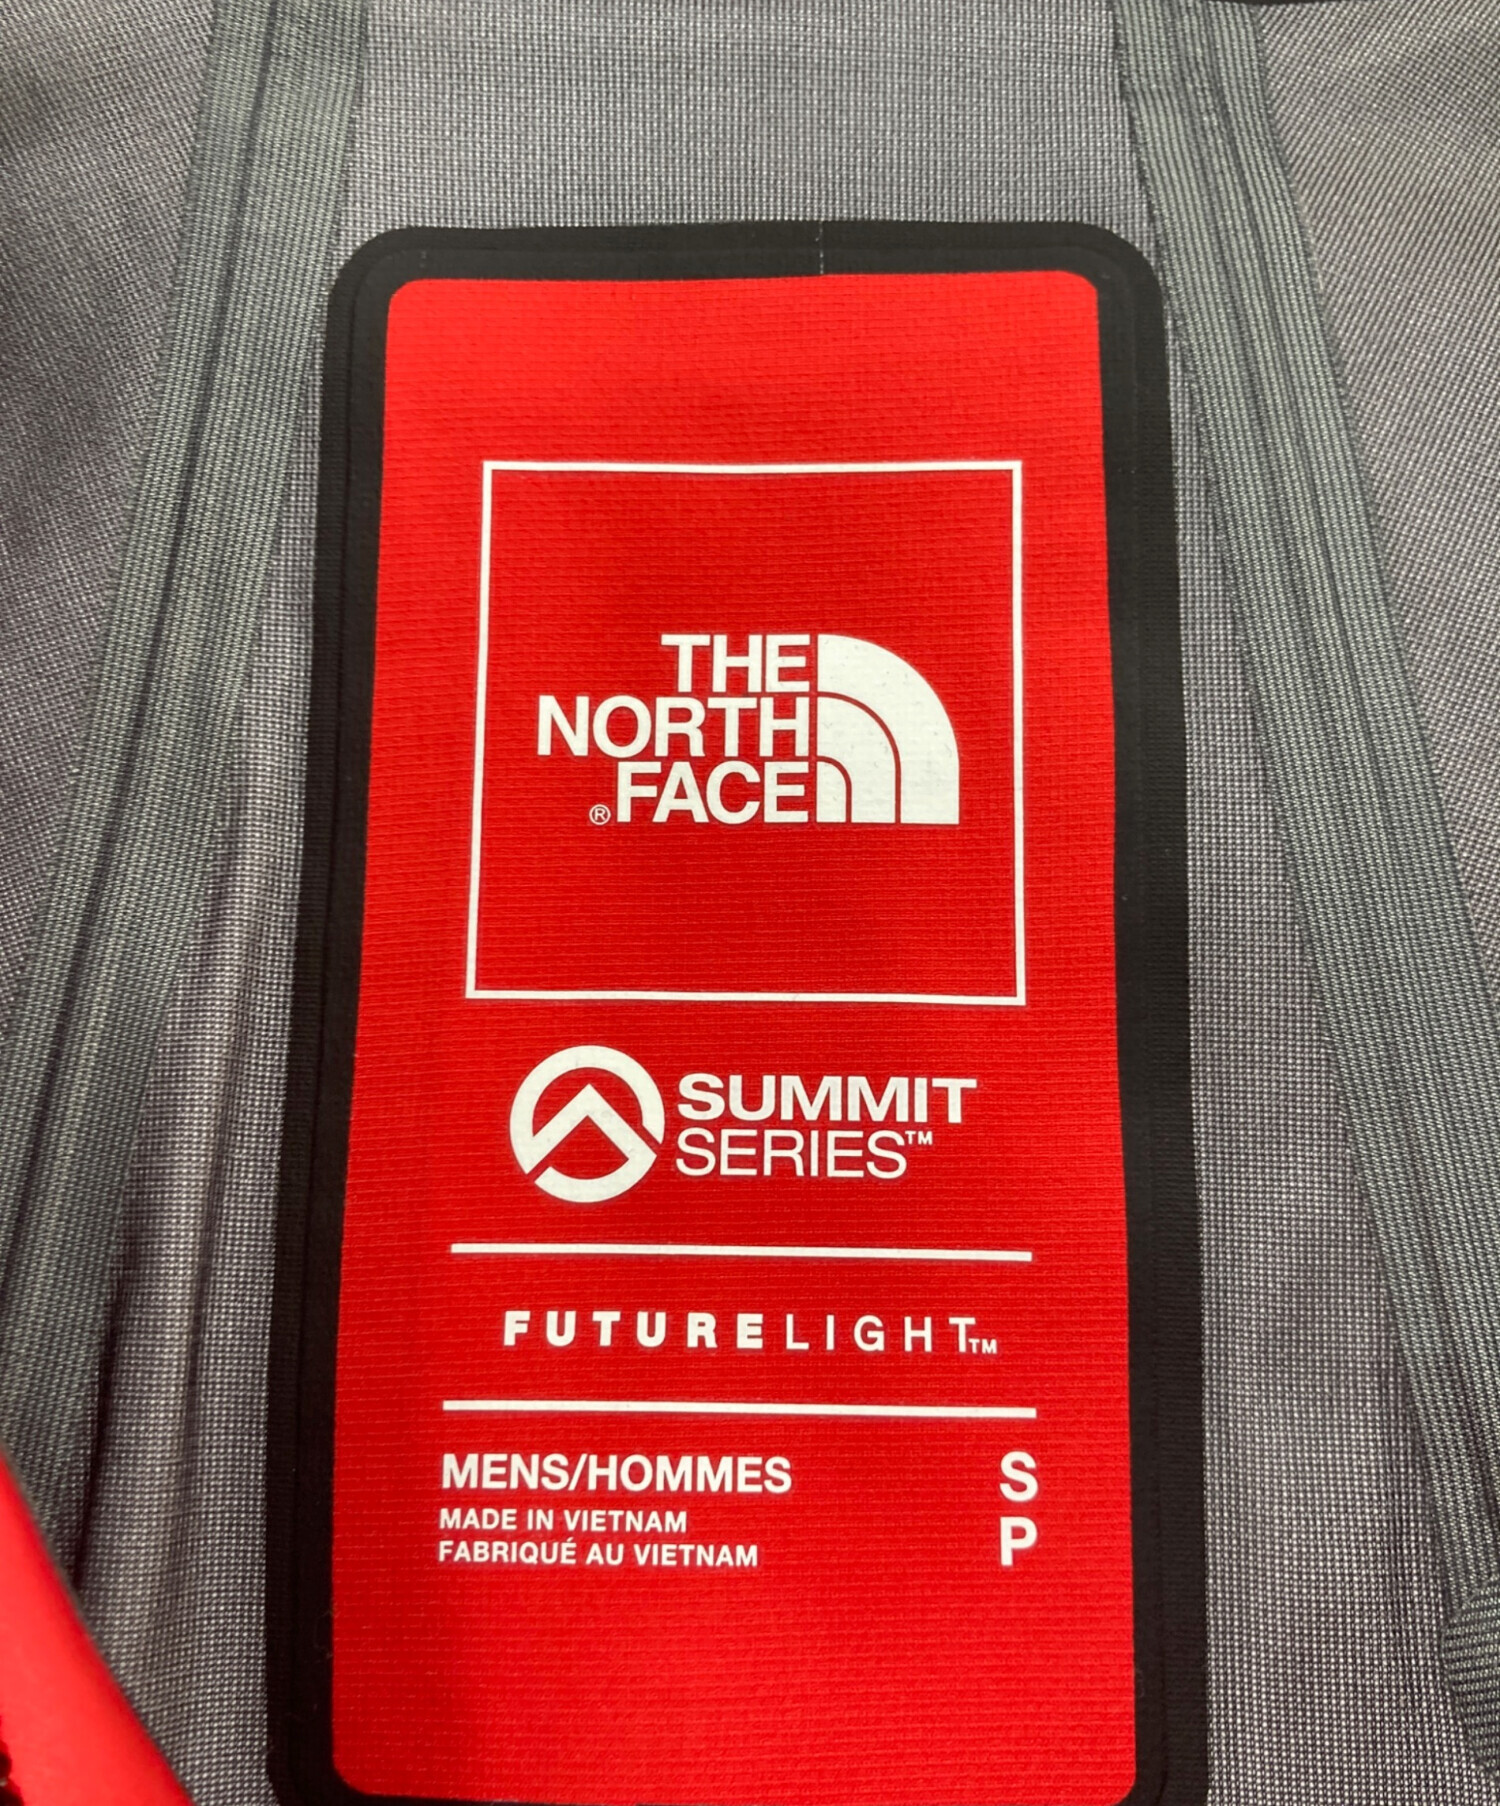 THE
NORTH
® FACE
SUMMIT
SERIES™
FUTURELIGHT™
MENS/HOMMES S
MADE IN VIETNAM
FABRIQUÉ AU VIETNAM P